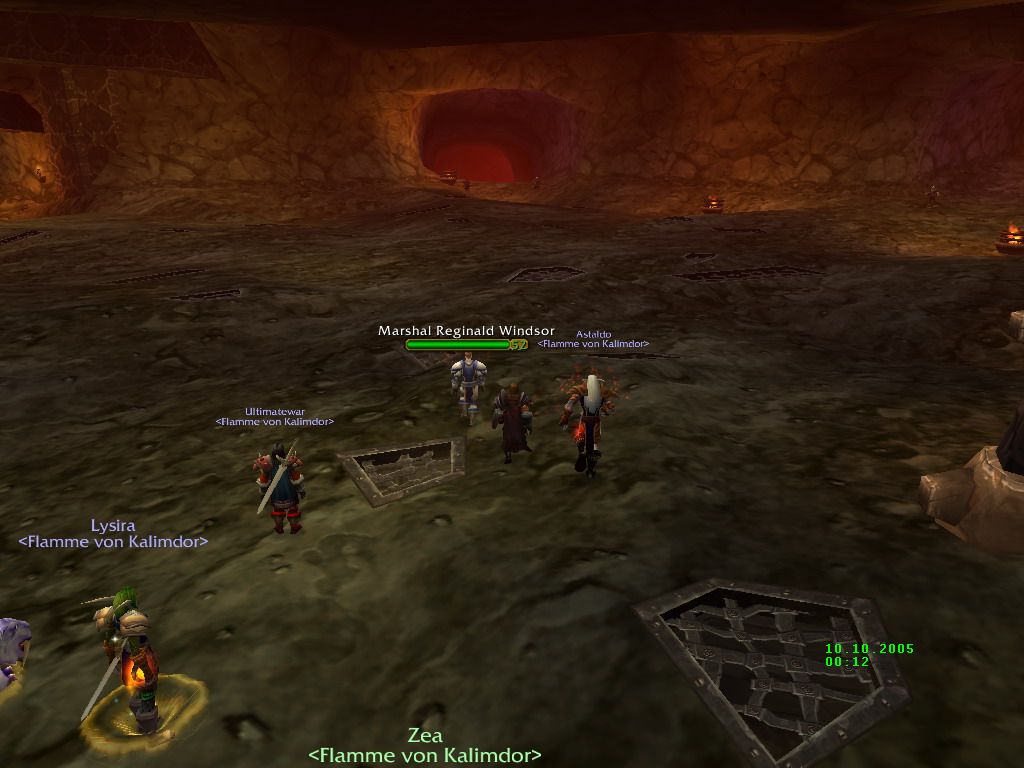 Marshal Reginald Windsor
57
Astaldo
<Flamme von Kalimdor>
Ultimatewar
<Flamme von Kalimdor>
Lysira
<Flamme von Kalimdor>
10.10.2005
00:12
Zea
<Flamme von Kalimdor>